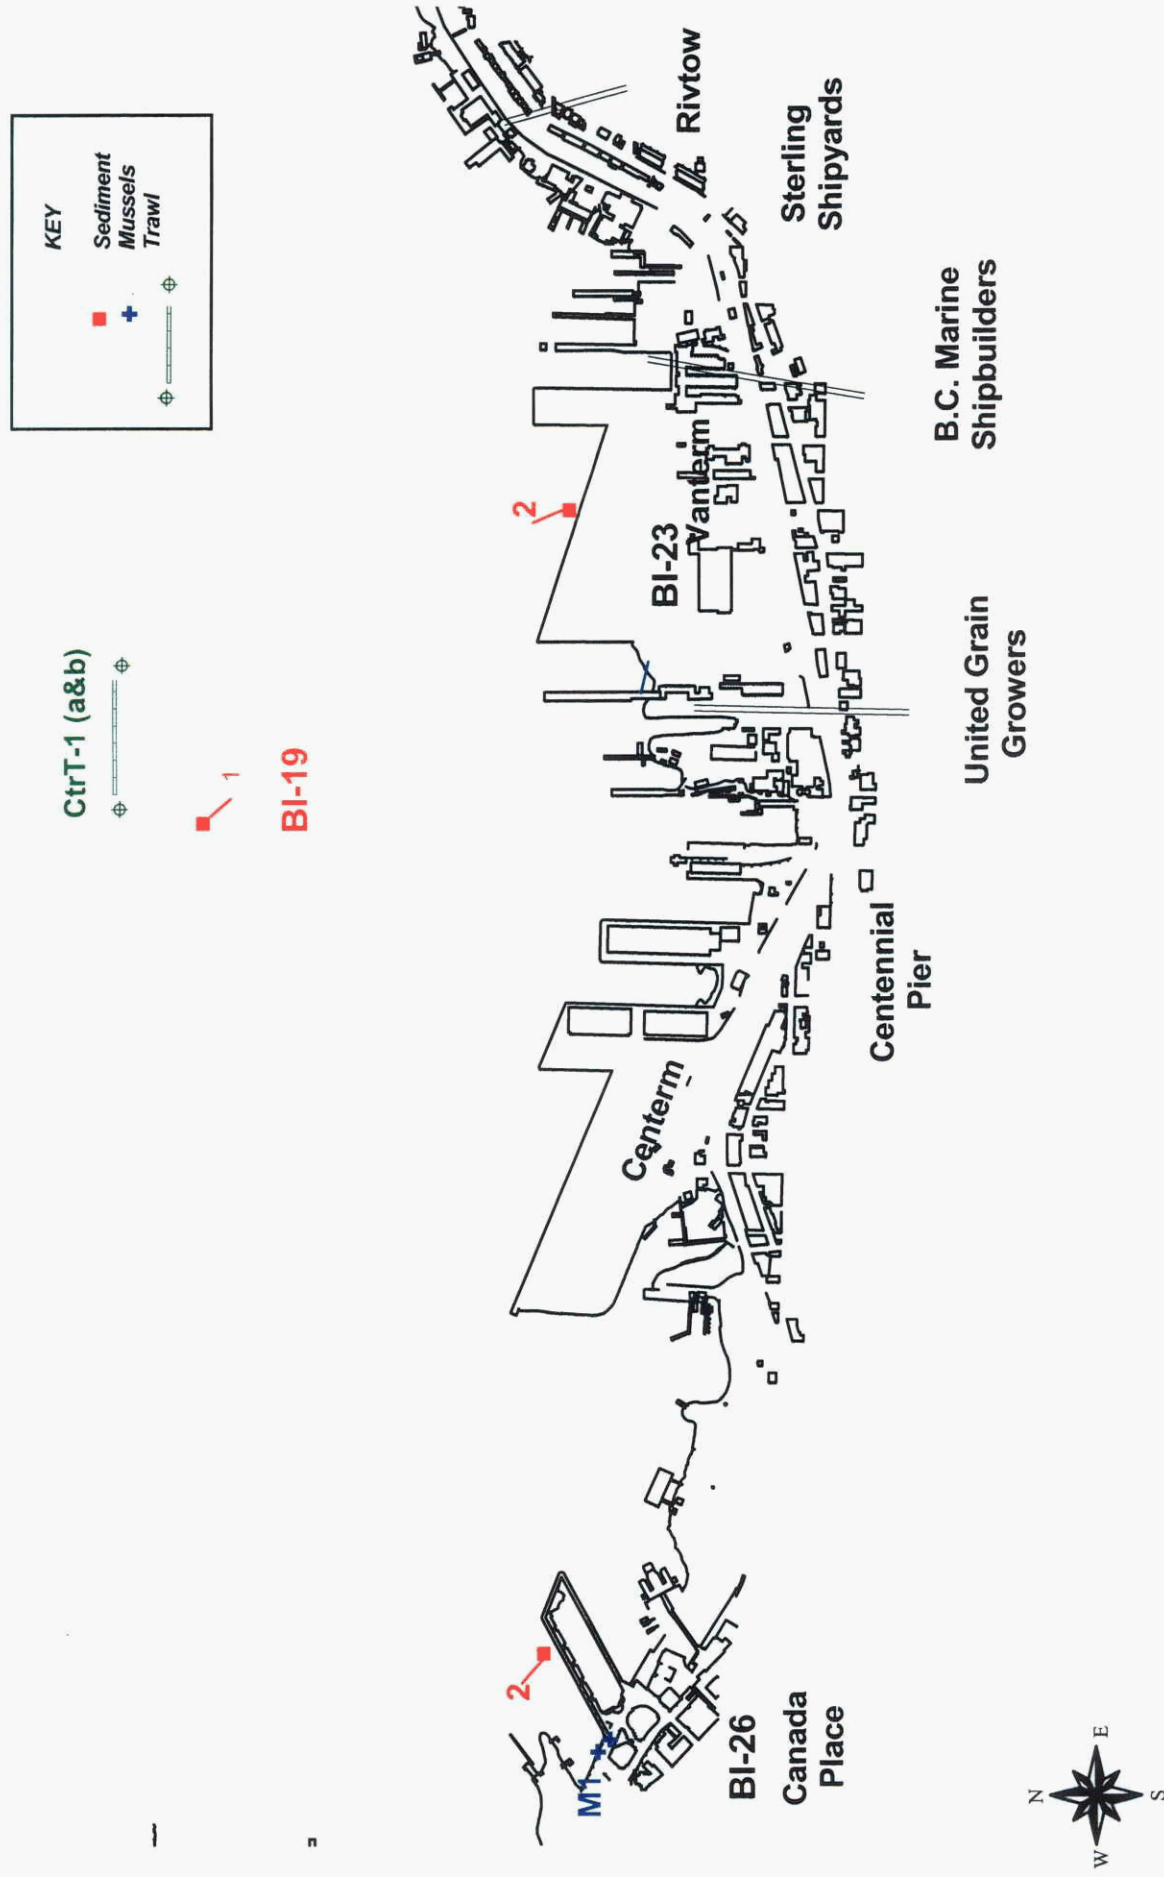 KEY
Sediment
Mussels
Trawl
CtrT-1 (a&b)
1
BI-19
2
2
M1
BI-26
Canada
Place
Centerm
Centennial
Pier
United Grain
Growers
BI-23
Vanterm
B.C. Marine
Shipbuilders
Sterling
Shipyards
Rivtow
N
W
E
S